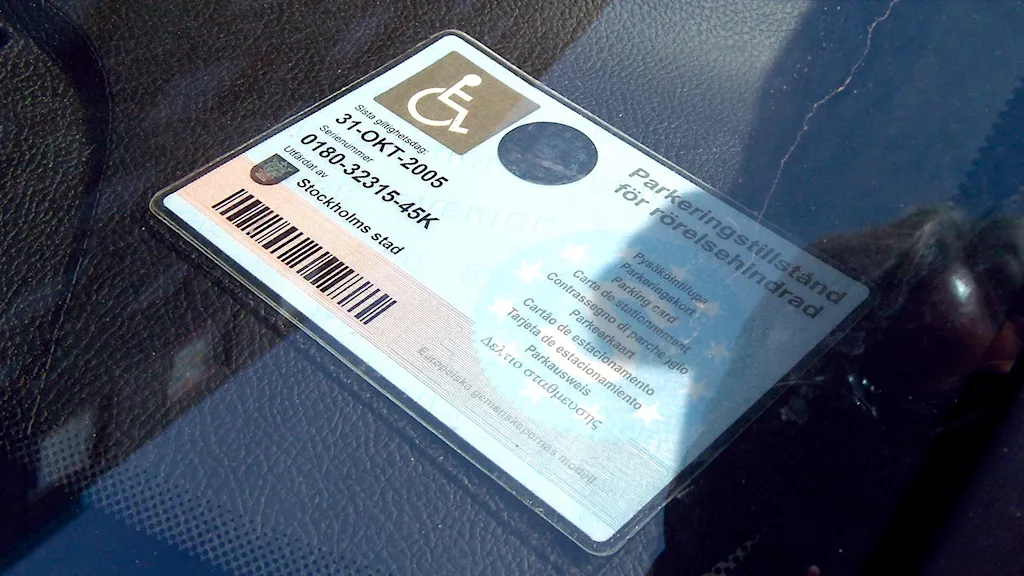 Sista giltighetsdag
31-OKT-2005
Serienummer
0180-32315-45K
Utfärdat av
Stockholms stad
Parkeringstillstånd
för rörelsehindrad
Pysäköintilupa
Parkeringskort
Parking card
Carte de stationnement
Contrassegno di parcheggio
Parkeerkaart
Cartão de estacionamento
Tarjeta de estacionamiento
Parkausweis
Δελτίο στάθμευσης
Europeiska gemenskapernas modell